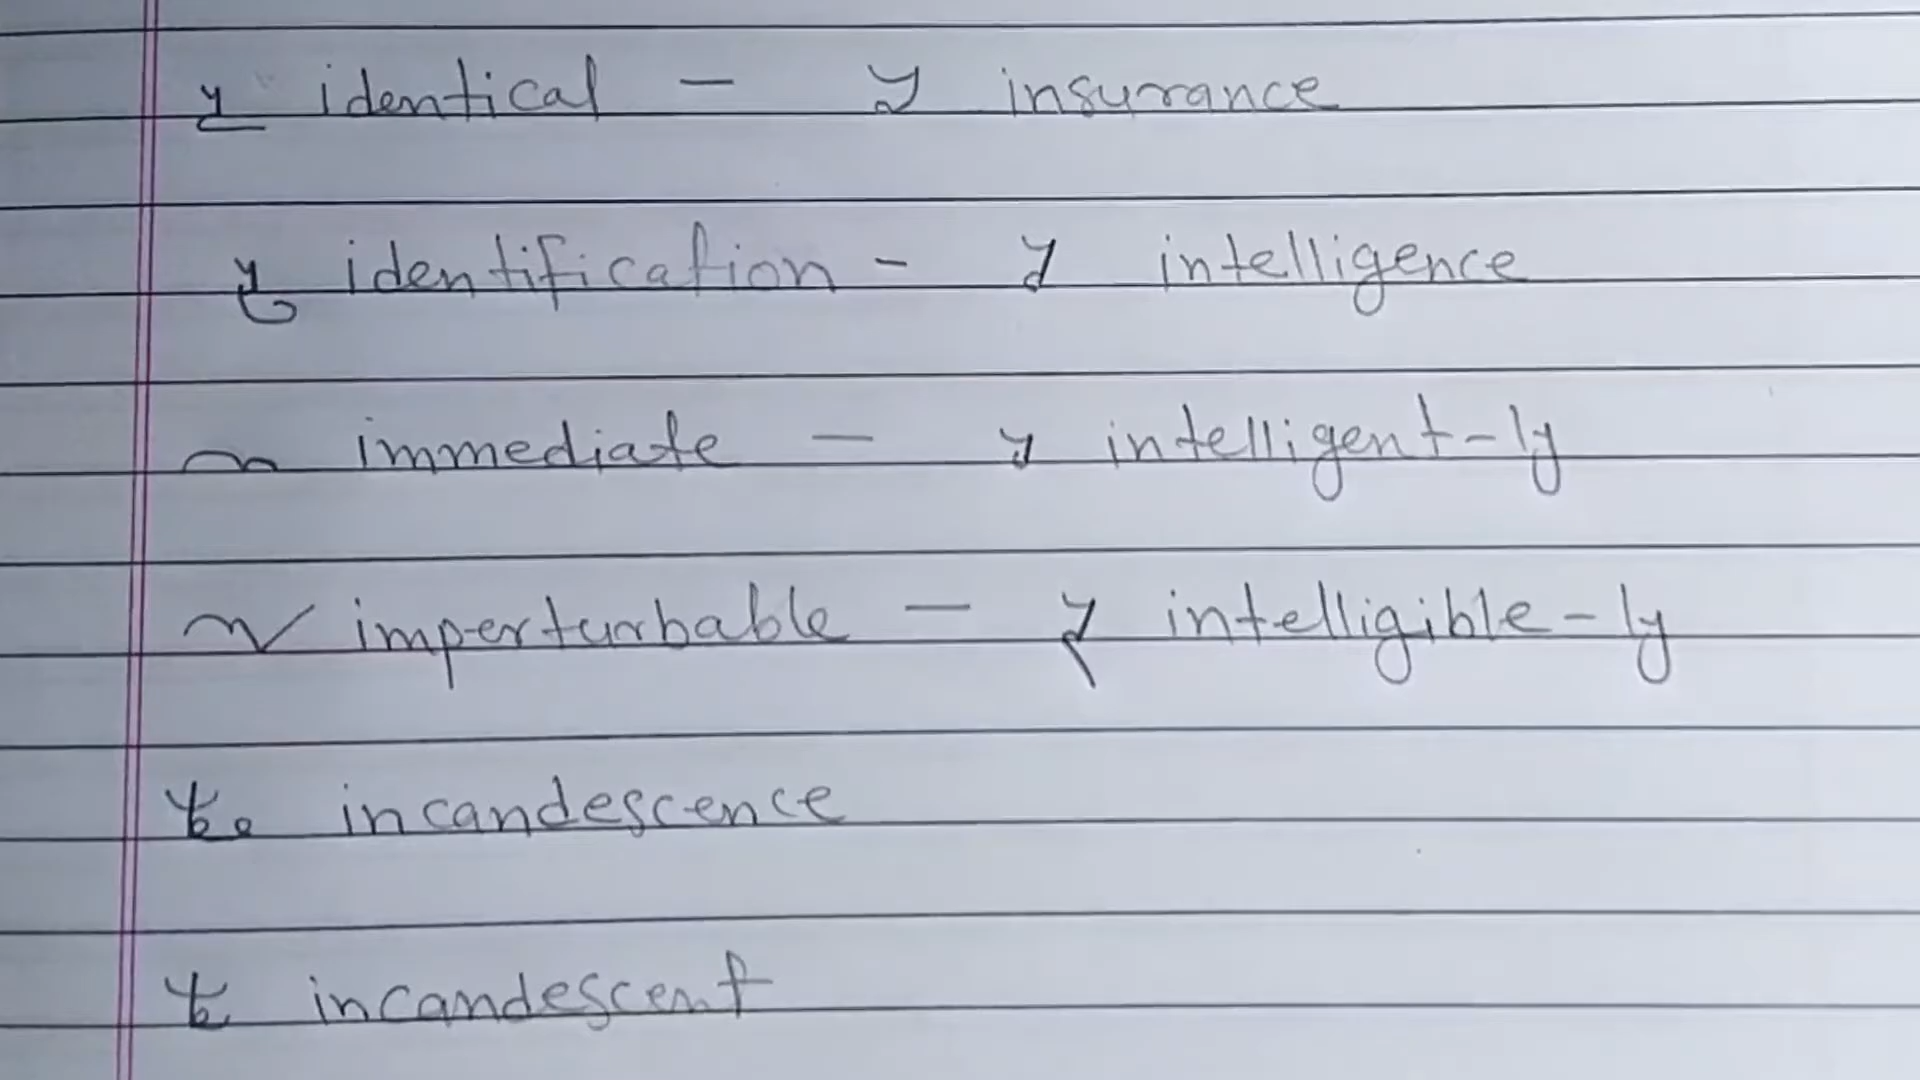 identical - insurance
identification - intelligence
immediate - intelligent-ly
imperturbable - intelligible-ly
incandescence
incandescent